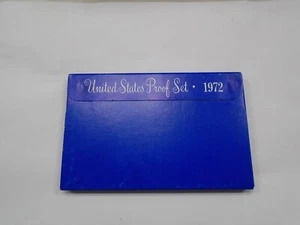 United States Proof Set • 1972